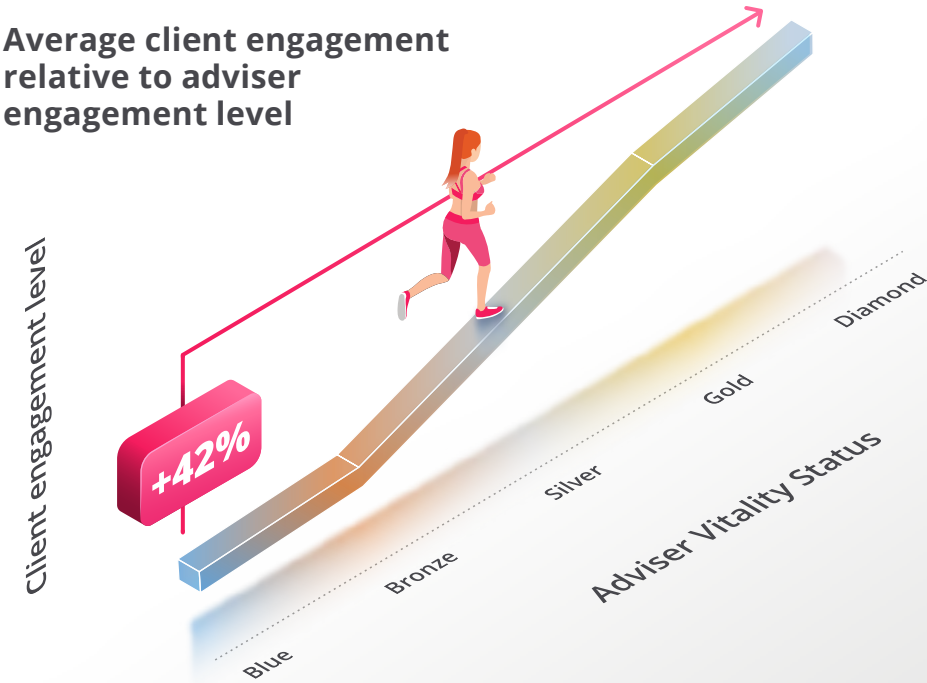 Average client engagement
relative to adviser
engagement level
Client engagement level
+42%
Blue
Bronze
Silver
Gold
Diamond
Adviser Vitality Status